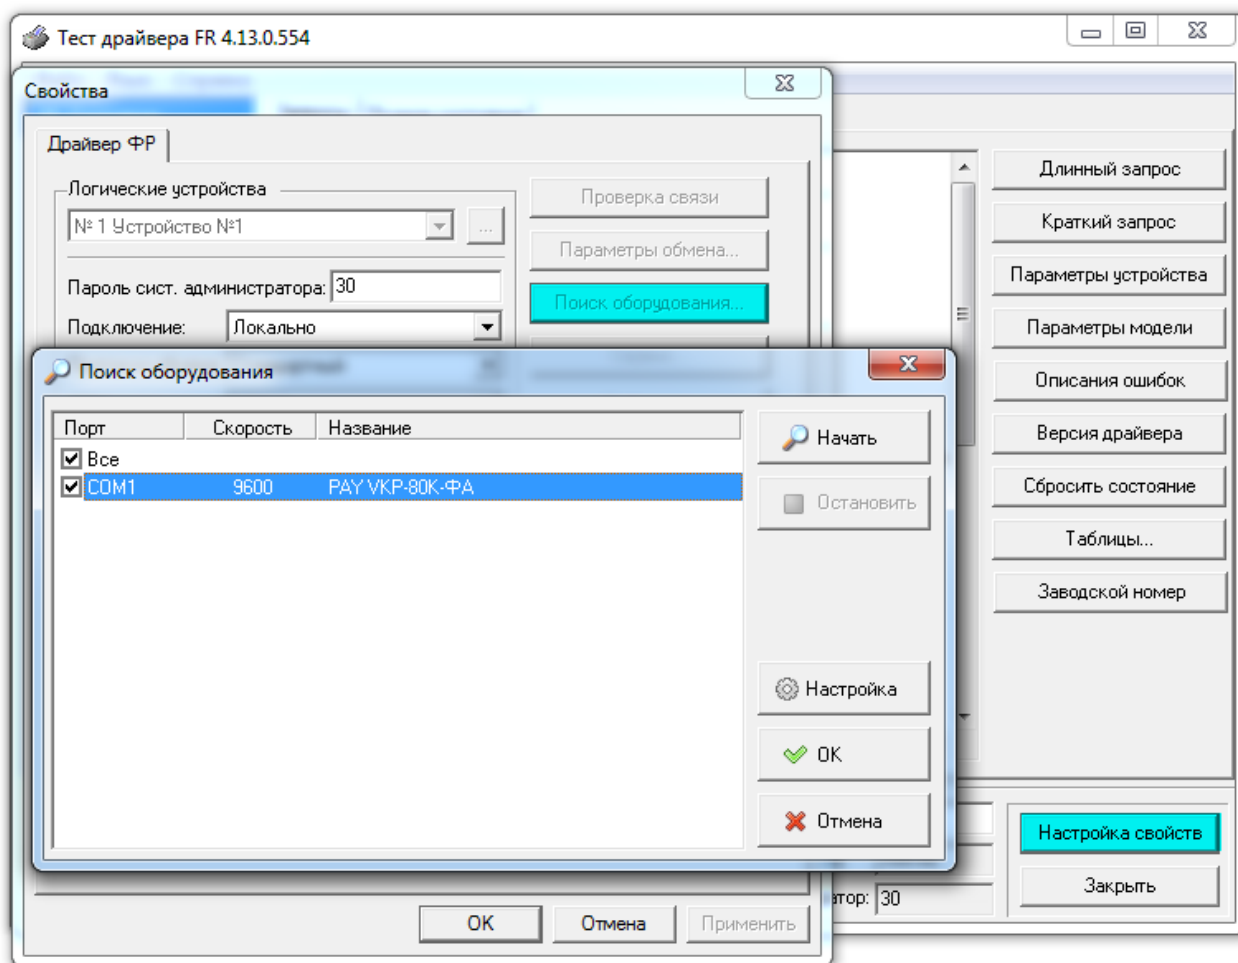 Тест драйвера FR 4.13.0.554
Свойства
Драйвер ФР
Логические устройства
№ 1 Устройство №1
...
Пароль сист. администратора: 30
Подключение: Локально
Проверка связи
Параметры обмена...
Поиск оборудования...
Поиск оборудования
Порт Скорость Название
Все
COM1 9600 PAY VKP-80K-ФА
Начать
Остановить
Настройка
OK
Отмена
OK
Отмена
Применить
Длинный запрос
Краткий запрос
Параметры устройства
Параметры модели
Описания ошибок
Версия драйвера
Сбросить состояние
Таблицы...
Заводской номер
30
Настройка свойств
Закрыть